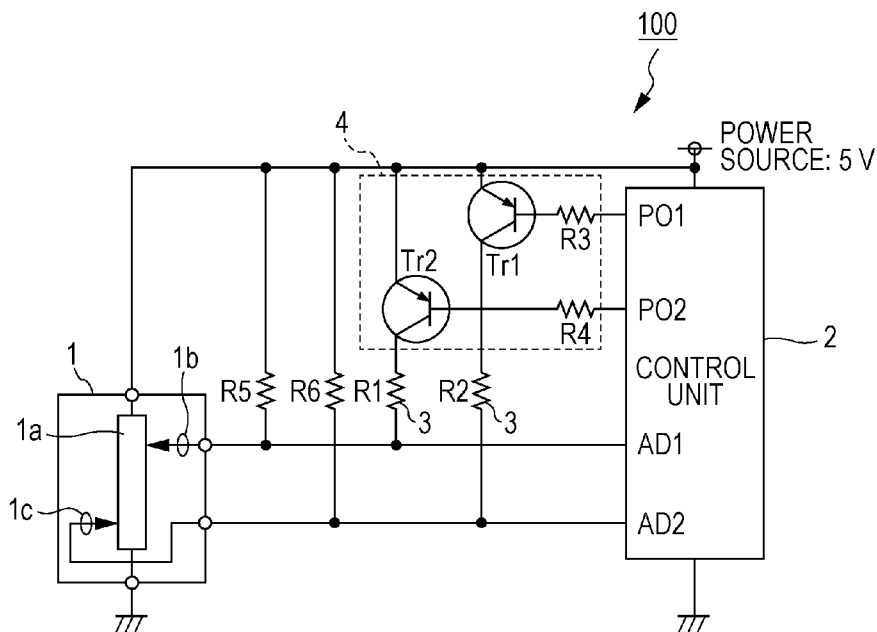 100
4
POWER
SOURCE: 5 V
PO1
R3
Tr1
Tr2
PO2
R4
2
CONTROL
UNIT
1
1b
R5
R6
R1
R2
3
3
1a
AD1
1c
AD2